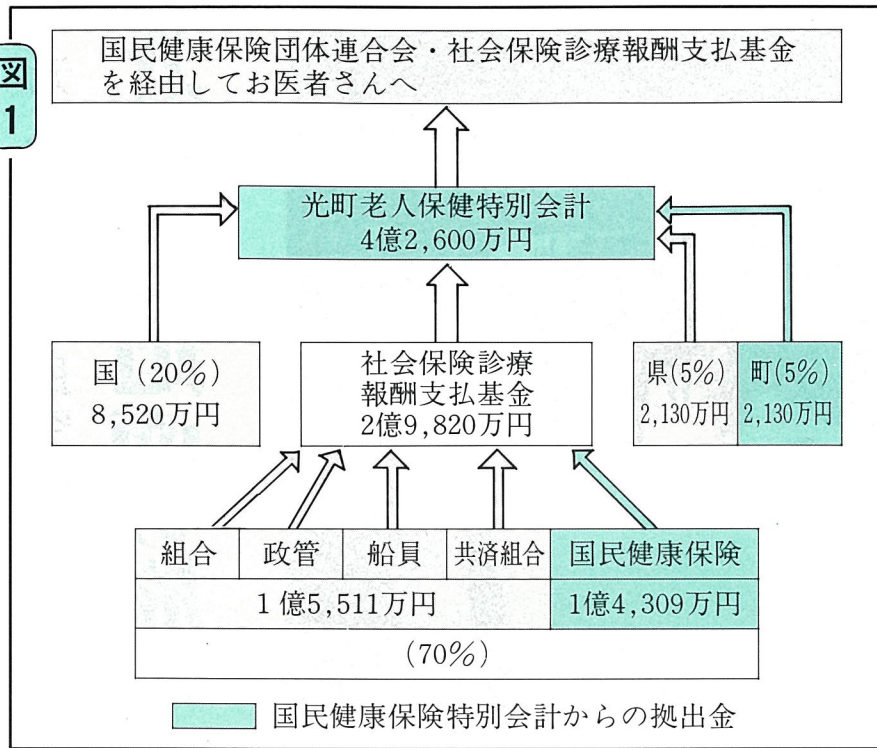 図
1
国民健康保険団体連合会・社会保険診療報酬支払基金
を経由してお医者さんへ
光町老人保健特別会計
4億2,600万円
国(20%)
8,520万円
社会保険診療
報酬支払基金
2億9,820万円
県(5%)
2,130万円
町(5%)
2,130万円
組合
政管
船員
共済組合
国民健康保険
1億5,511万円
1億4,309万円
(70%)
国民健康保険特別会計からの拠出金